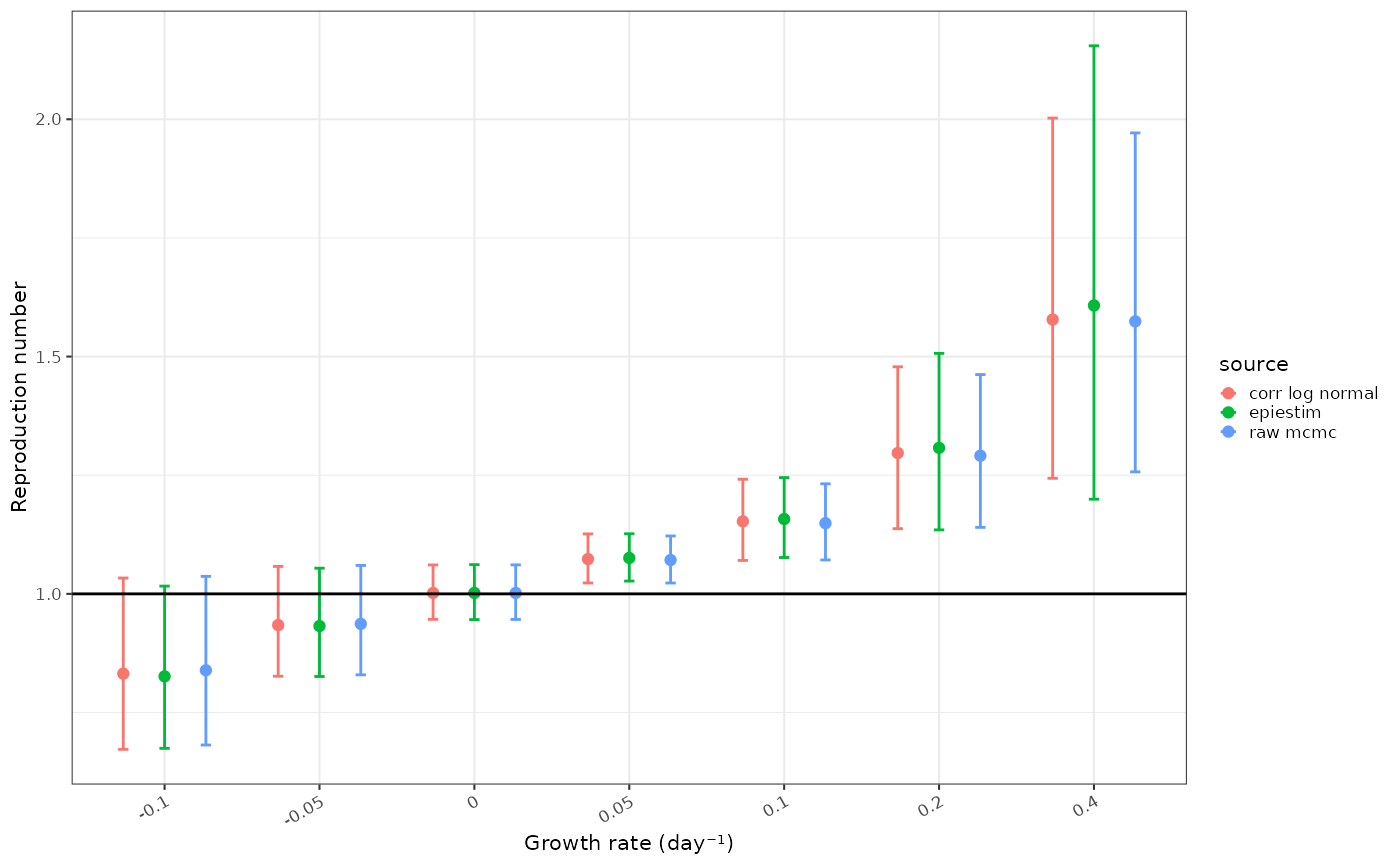 Reproduction number
2.0
1.5
1.0
-0.1
-0.05
0
0.05
0.1
0.2
0.4
Growth rate (day⁻¹)
source
corr log normal
epiestim
raw mcmc